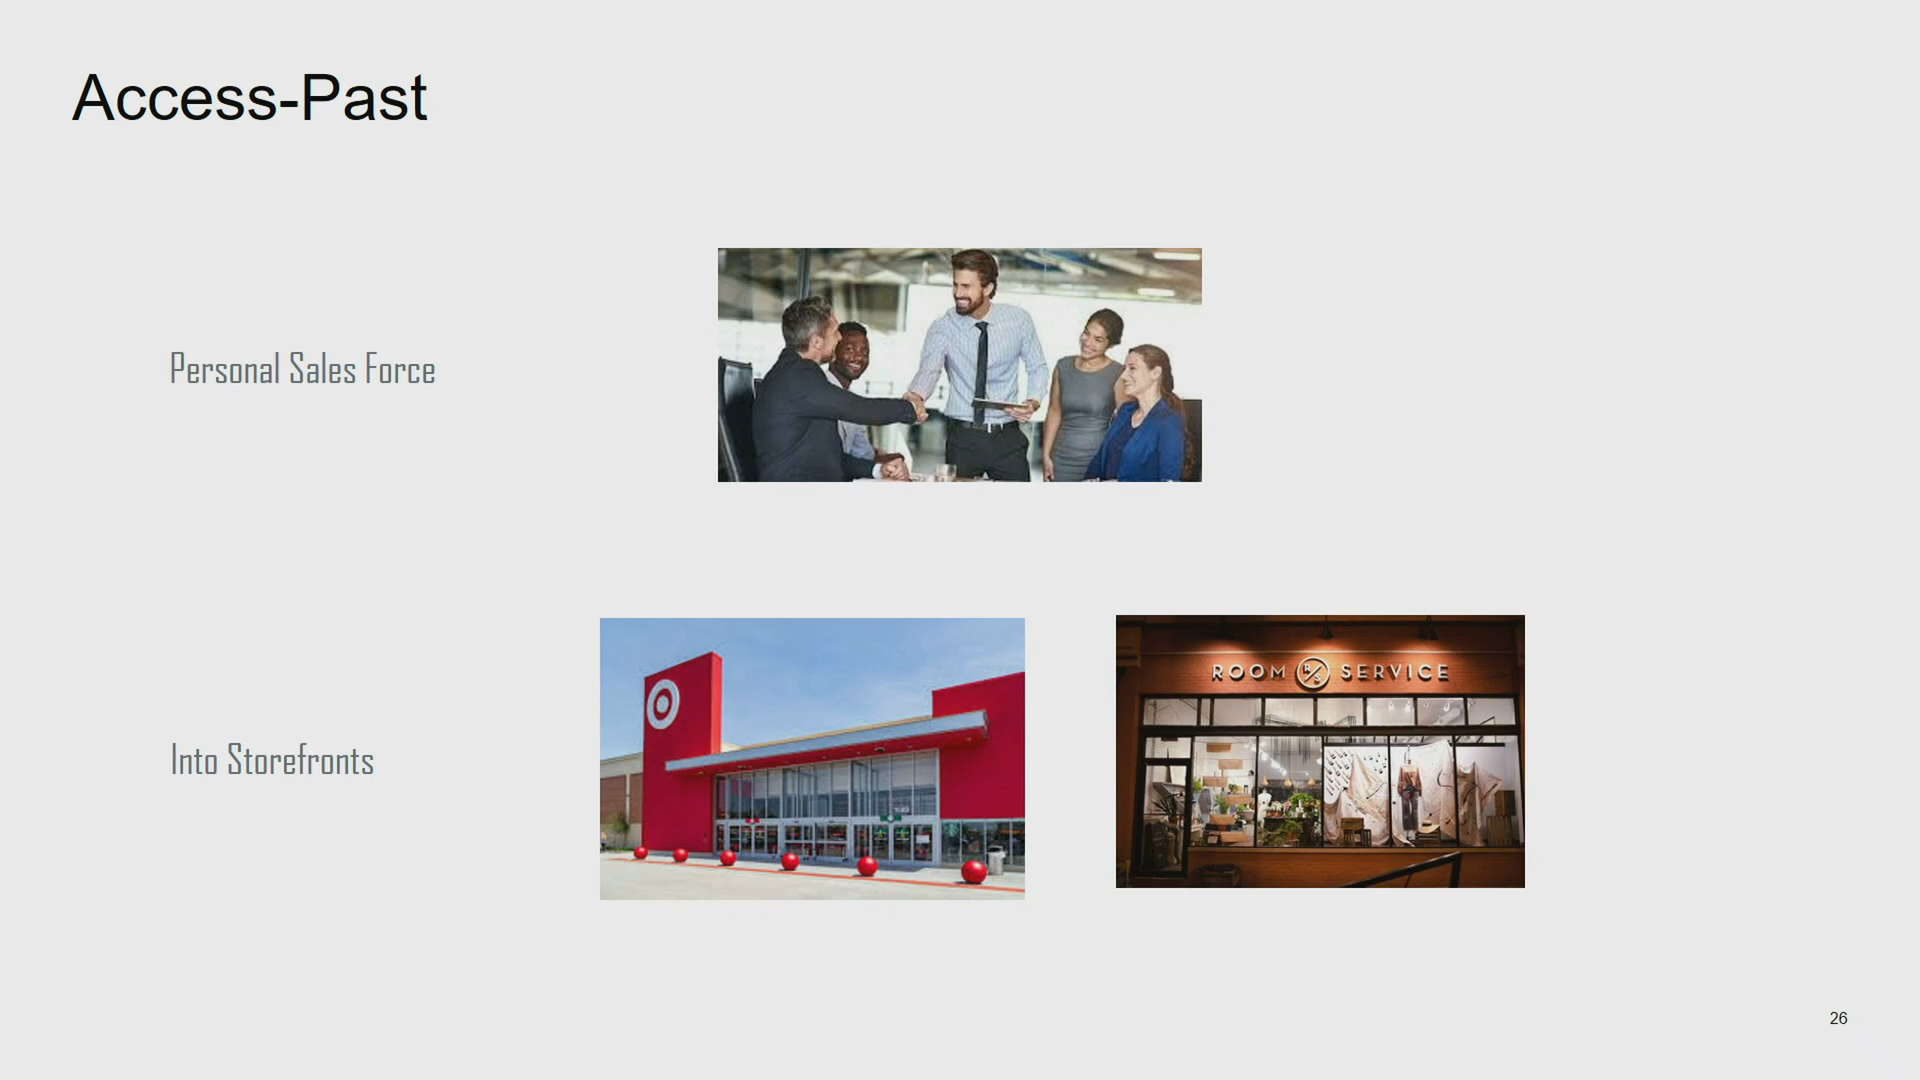 Access-Past
Personal Sales Force
Into Storefronts
ROOM R/S SERVICE
26